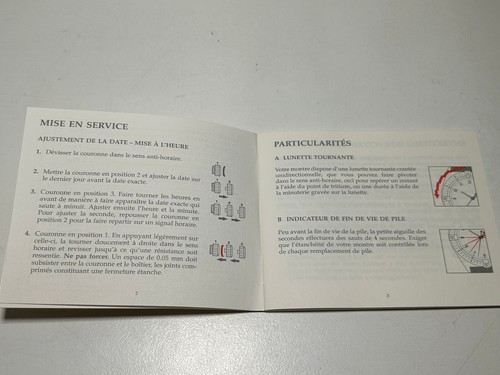 MISE EN SERVICE
AJUSTEMENT DE LA DATE – MISE À L'HEURE
1. Dévisser la couronne dans le sens anti-horaire.
2. Mettre la couronne en position 2 et ajuster la date sur
le dernier jour avant la date exacte.
3. Couronne en position 3. Faire tourner les heures en
avant de manière à faire apparaître la date exacte qui
saute à minuit. Ajuster ensuite l'heure et la minute.
Pour ajuster la seconde, repousser la couronne en
position 2 pour la faire repartir sur un signal horaire.
4. Couronne en position 1. En appuyant légèrement sur
celle-ci, la tourner doucement à droite dans le sens
horaire et revisser jusqu'à ce qu'une résistance soit
ressentie. Ne pas forcer. Un espace de 0.05 mm doit
subsister entre la couronne et le boîtier, les joints com-
primés constituant une fermeture étanche.
PARTICULARITÉS
A LUNETTE TOURNANTE
Votre montre dispose d'une lunette tournante crantée
unidirectionnelle, que vous pouvez faire pivoter
dans le sens anti-horaire, ceci pour repérer un instant
à l'aide du point de tritium, ou une durée à l'aide de
la minuterie gravée sur la lunette.
B INDICATEUR DE FIN DE VIE DE PILE
Peu avant la fin de vie de la pile, la petite aiguille des
secondes effectuera des sauts de 4 secondes. Exiger
que l'étanchéité de votre montre soit contrôlée lors
de chaque remplacement de pile.